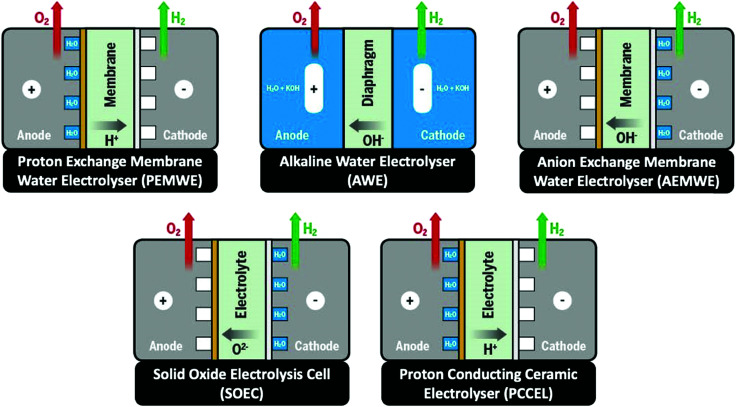 O₂
H₂
H₂O
H₂O
H₂O
H₂O
Membrane
+
-
Anode
H⁺
Cathode
Proton Exchange Membrane
Water Electrolyser (PEMWE)
O₂
H₂
H₂O + KOH
+
Diaphragm
-
H₂O + KOH
Anode
OH⁻
Cathode
Alkaline Water Electrolyser
(AWE)
O₂
H₂
H₂O
H₂O
H₂O
H₂O
Membrane
+
-
Anode
OH⁻
Cathode
Anion Exchange Membrane
Water Electrolyser (AEMWE)
O₂
H₂
H₂O
H₂O
H₂O
H₂O
Electrolyte
+
-
Anode
O²⁻
Cathode
Solid Oxide Electrolysis Cell
(SOEC)
O₂
H₂
H₂O
H₂O
H₂O
H₂O
Electrolyte
+
-
Anode
H⁺
Cathode
Proton Conducting Ceramic
Electrolyser (PCCEL)